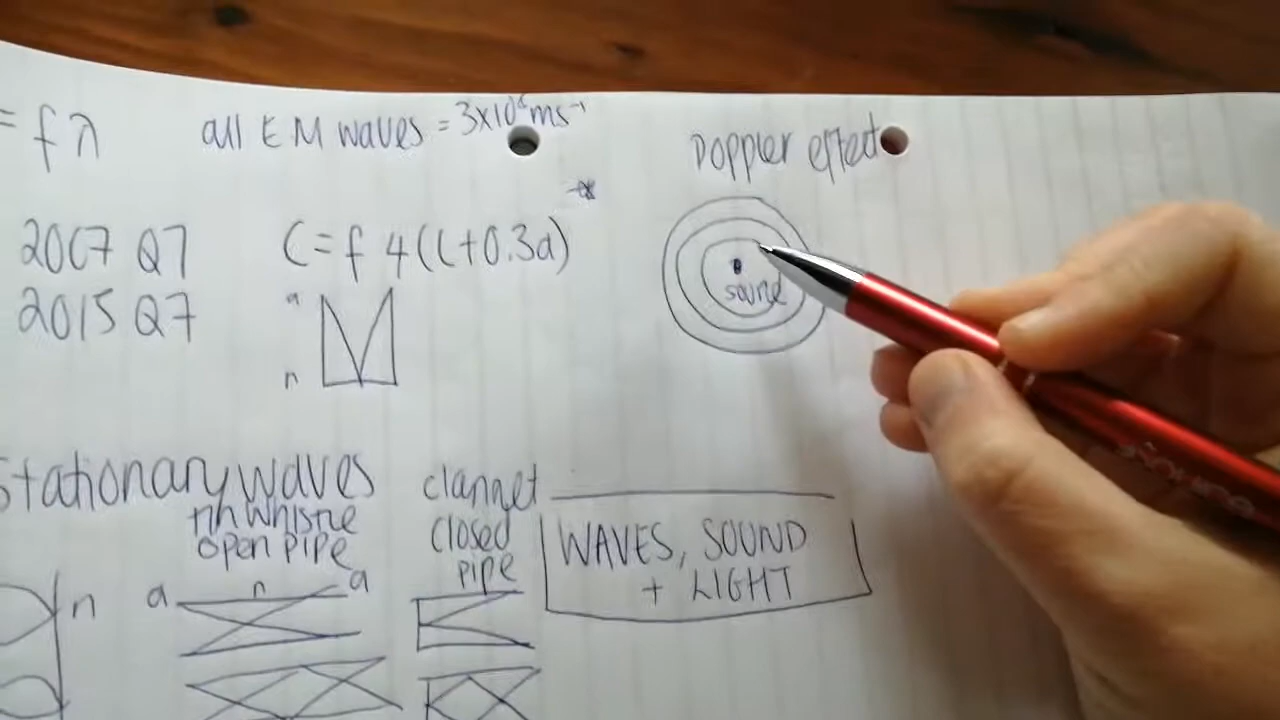 = fλ
all EM waves = 3x10⁸ms⁻¹
Doppler effect
2007 Q7
2015 Q7
C = f 4(l+0.3d)
a
n
sound
Stationary waves
tin whistle
open pipe
a n a
n
clarinet
closed
pipe
WAVES, SOUND
+ LIGHT